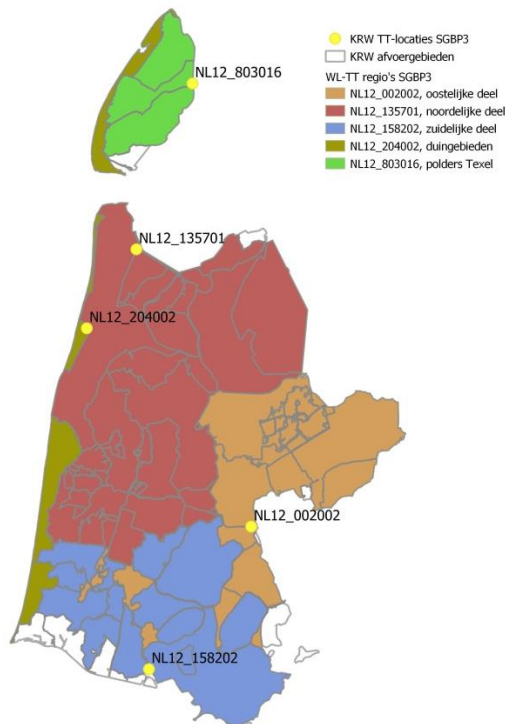 KRW TT-locaties SGBP3
KRW afvoergebieden
WL-TT regio's SGBP3
NL12_002002, oostelijke deel
NL12_135701, noordelijke deel
NL12_158202, zuidelijke deel
NL12_204002, duingebieden
NL12_803016, polders Texel
NL12_803016
NL12_135701
NL12_204002
NL12_002002
NL12_158202